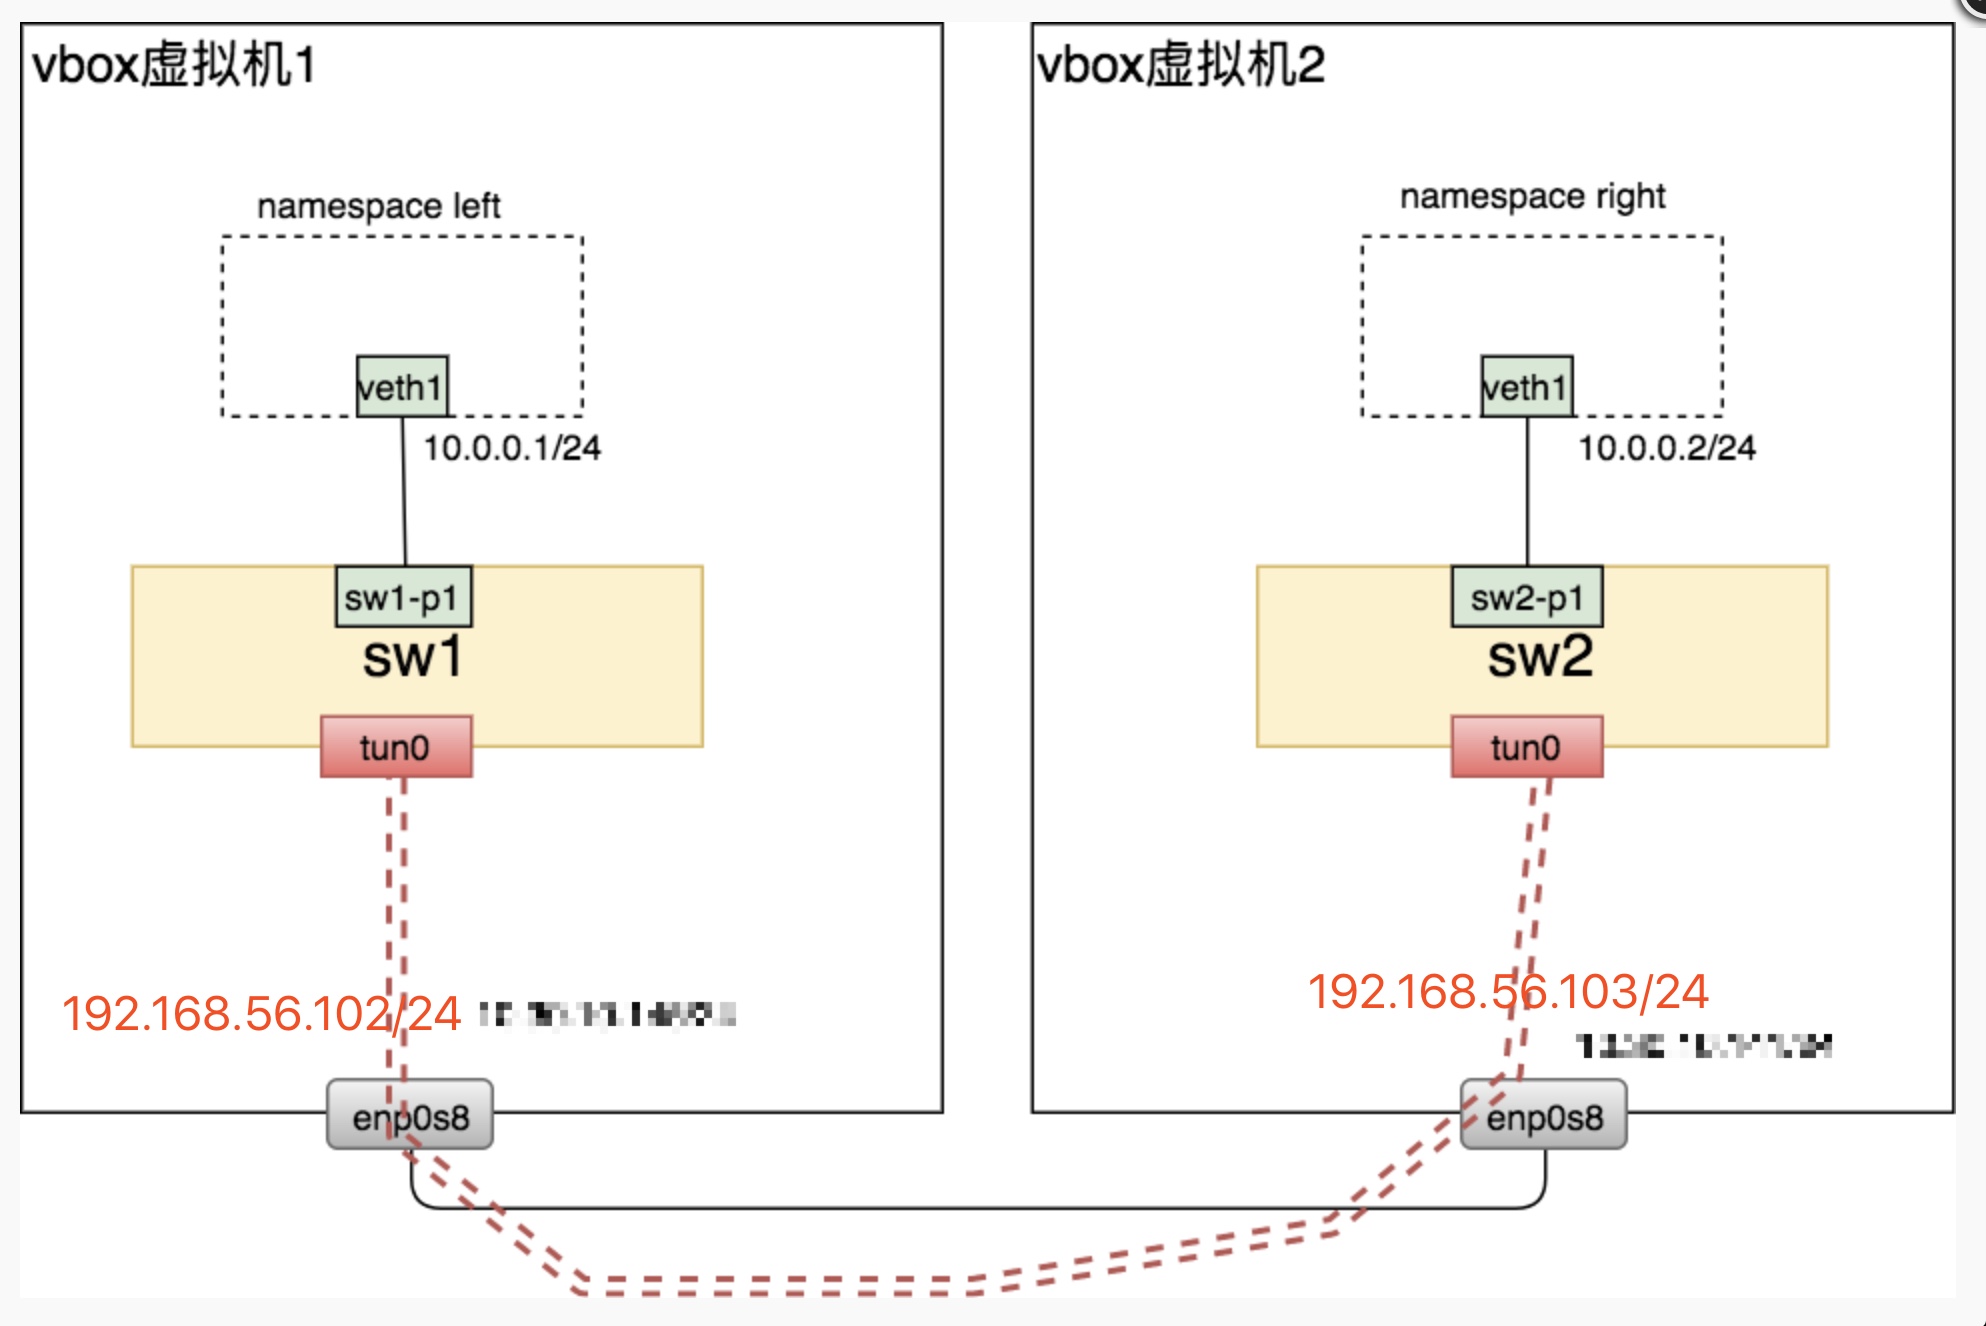 vbox虚拟机1
namespace left
veth1
10.0.0.1/24
sw1-p1
sw1
tun0
192.168.56.102/24
enp0s8
vbox虚拟机2
namespace right
veth1
10.0.0.2/24
sw2-p1
sw2
tun0
192.168.56.103/24
enp0s8